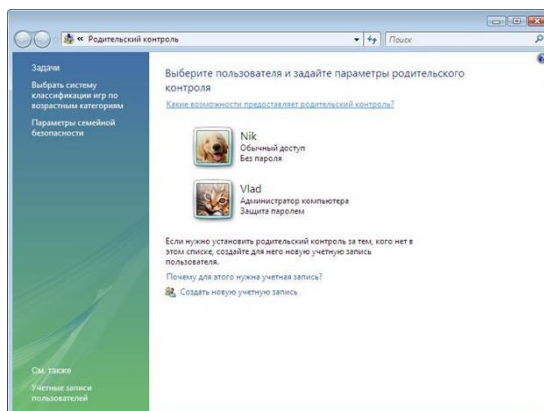 « Родительский контроль
Поиск
Задачи
Выбрать систему
классификации игр по
возрастным категориям
Параметры семейной
безопасности
Выберите пользователя и задайте параметры родительского
контроля
Какие возможности предоставляет родительский контроль?
Nik
Обычный доступ
Без пароля
Vlad
Администратор компьютера
Защита паролем
Если нужно установить родительский контроль за тем, кого нет в
этом списке, создайте для него новую учетную запись
пользователя.
Почему для этого нужна учетная запись?
Создать новую учетную запись
См. также
Учетные записи
пользователей